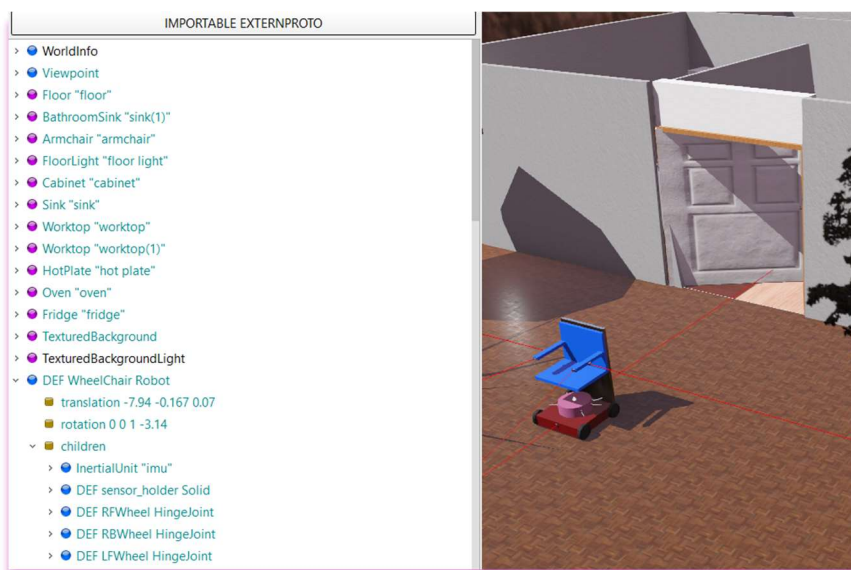 IMPORTABLE EXTERNPROTO
WorldInfo
Viewpoint
Floor "floor"
BathroomSink "sink(1)"
Armchair "armchair"
FloorLight "floor light"
Cabinet "cabinet"
Sink "sink"
Worktop "worktop"
Worktop "worktop(1)"
HotPlate "hot plate"
Oven "oven"
Fridge "fridge"
TexturedBackground
TexturedBackgroundLight
DEF WheelChair Robot
translation -7.94 -0.167 0.07
rotation 0 0 1 -3.14
children
InertialUnit "imu"
DEF sensor_holder Solid
DEF RFWheel HingeJoint
DEF RBWheel HingeJoint
DEF LFWheel HingeJoint